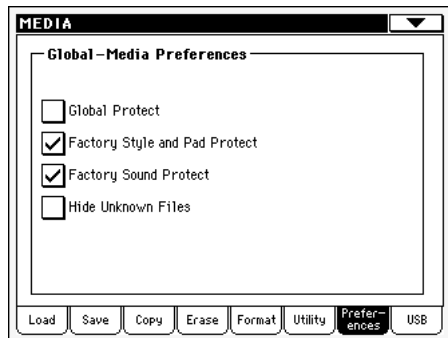 MEDIA
Global-Media Preferences
Global Protect
Factory Style and Pad Protect
Factory Sound Protect
Hide Unknown Files
Load Save Copy Erase Format Utility Prefer-
ences USB